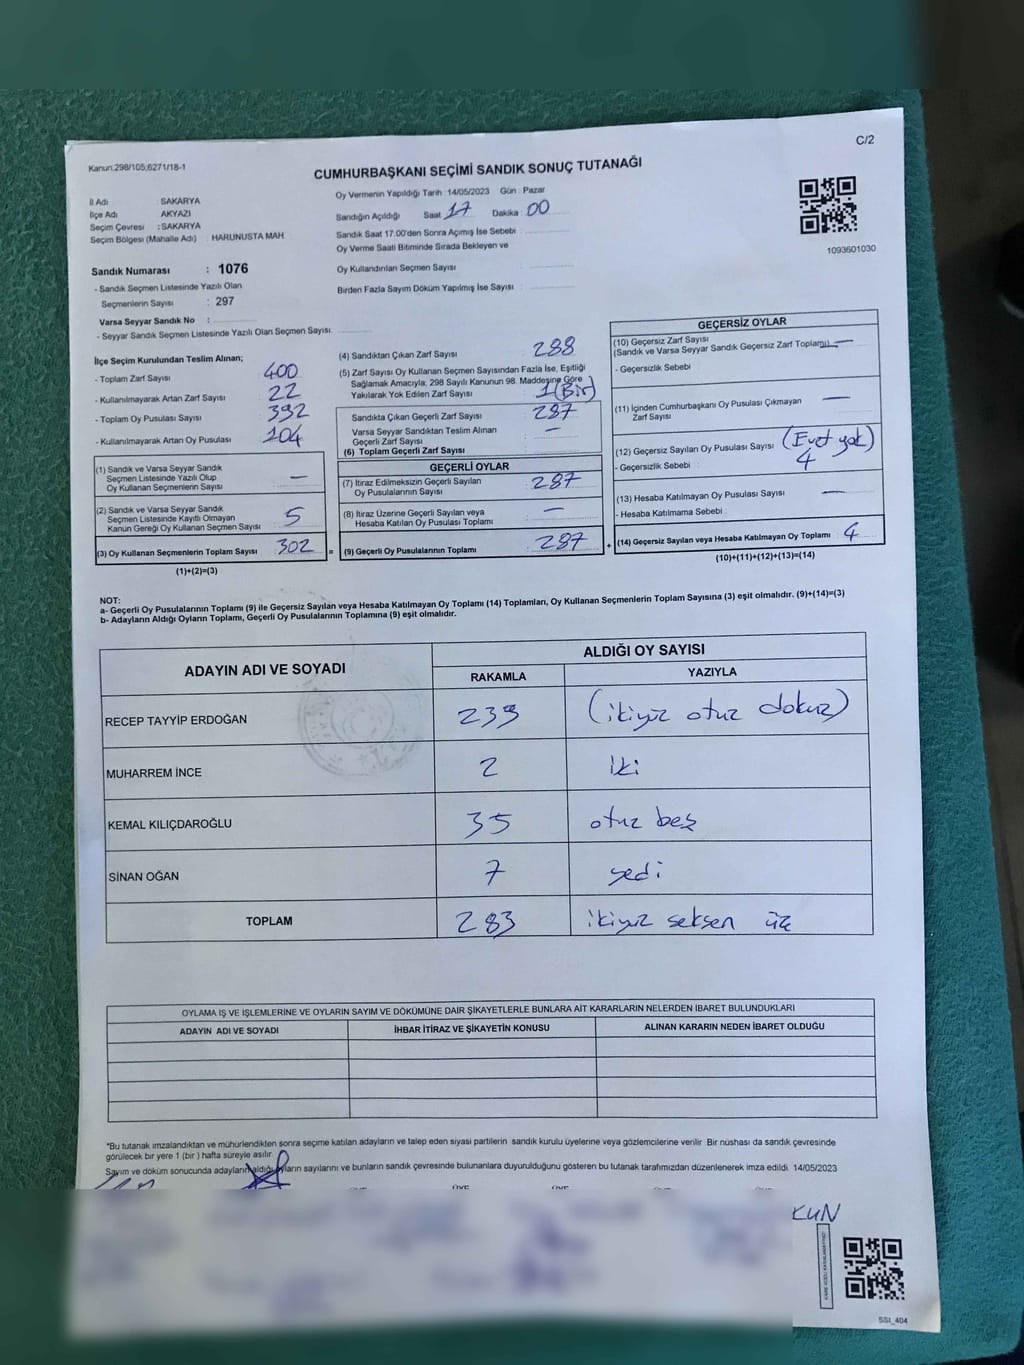 C/2
Kanun:298/105;6271/18-1
CUMHURBAŞKANI SEÇİMİ SANDIK SONUÇ TUTANAĞI
İl Adı SAKARYA
İlçe Adı AKYAZI
Seçim Çevresi : SAKARYA
Seçim Bölgesi (Mahalle Adı) : HARUNUSTA MAH.
Sandık Numarası : 1076
- Sandık Seçmen Listesinde Yazılı Olan
Seçmenlerin Sayısı : 297
Varsa Seyyar Sandık No :
- Seyyar Sandık Seçmen Listesinde Yazılı Olan Seçmen Sayısı:
Oy Vermenin Yapıldığı Tarih : 14/05/2023 Gün : Pazar
Sandığın Açıldığı Saat 17 Dakika : 00
Sandık Saat 17.00'den Sonra Açımış İse Sebebi :
Oy Verme Saati Bitiminde Sırada Bekleyen ve
Oy Kullandırılan Seçmen Sayısı :
Birden Fazla Sayım Döküm Yapılmış İse Sayısı :
1093601030
İlçe Seçim Kurulundan Teslim Alınan;
- Toplam Zarf Sayısı 400
- Kullanılmayarak Artan Zarf Sayısı 22
- Toplam Oy Pusulası Sayısı 392
- Kullanılmayarak Artan Oy Pusulası 104
(1) Sandık ve Varsa Seyyar Sandık
Seçmen Listesinde Yazılı Olup
Oy Kullanan Seçmenlerin Sayısı —
(2) Sandık ve Varsa Seyyar Sandık
Seçmen Listesinde Kayıtlı Olmayan
Kanun Gereği Oy Kullanan Seçmen Sayısı 5
(3) Oy Kullanan Seçmenlerin Toplam Sayısı 302 =
(1)+(2)=(3)
(4) Sandıktan Çıkan Zarf Sayısı 288
(5) Zarf Sayısı Oy Kullanan Seçmen Sayısından Fazla İse, Eşitliği
Sağlamak Amacıyla; 298 Sayılı Kanunun 98. Maddesine Göre
Yakılarak Yok Edilen Zarf Sayısı 1 (Bir)
Sandıkta Çıkan Geçerli Zarf Sayısı 287
Varsa Seyyar Sandıktan Teslim Alınan
Geçerli Zarf Sayısı : —
(6) Toplam Geçerli Zarf Sayısı :
GEÇERLİ OYLAR
(7) İtiraz Edilmeksizin Geçerli Sayılan
Oy Pusulalarının Sayısı 287
(8) İtiraz Üzerine Geçerli Sayılan veya
Hesaba Katılan Oy Pusulası Toplamı —
(9) Geçerli Oy Pusulalarının Toplamı 287 +
GEÇERSİZ OYLAR
(10) Geçersiz Zarf Sayısı
(Sandık ve Varsa Seyyar Sandık Geçersiz Zarf Toplamı) —
- Geçersizlik Sebebi
(11) İçinden Cumhurbaşkanı Oy Pusulası Çıkmayan
Zarf Sayısı —
(12) Geçersiz Sayılan Oy Pusulası Sayısı (Evet yok)
- Geçersizlik Sebebi : 4
(13) Hesaba Katılmayan Oy Pusulası Sayısı —
- Hesaba Katılmama Sebebi :
(14) Geçersiz Sayılan veya Hesaba Katılmayan Oy Toplamı 4
(10)+(11)+(12)+(13)=(14)
NOT:
a- Geçerli Oy Pusulalarının Toplamı (9) ile Geçersiz Sayılan veya Hesaba Katılmayan Oy Toplamı (14) Toplamları, Oy Kullanan Seçmenlerin Toplam Sayısına (3) eşit olmalıdır. (9)+(14)=(3)
b- Adayların Aldığı Oyların Toplamı, Geçerli Oy Pusulalarının Toplamına (9) eşit olmalıdır.
ADAYIN ADI VE SOYADI ALDIĞI OY SAYISI
RAKAMLA YAZIYLA
RECEP TAYYİP ERDOĞAN 239 (ikiyüz otuz dokuz)
MUHARREM İNCE 2 iki
KEMAL KILIÇDAROĞLU 35 otuz beş
SİNAN OĞAN 7 yedi
TOPLAM 283 ikiyüz seksen üç
OYLAMA İŞ VE İŞLEMLERİNE VE OYLARIN SAYIM VE DÖKÜMÜNE DAİR ŞİKAYETLERLE BUNLARA AİT KARARLARIN NELERDEN İBARET BULUNDUKLARI
ADAYIN ADI VE SOYADI İHBAR İTİRAZ VE ŞİKAYETİN KONUSU ALINAN KARARIN NEDEN İBARET OLDUĞU
*Bu tutanak imzalandıktan ve mühürlendikten sonra seçime katılan adayların ve talep eden siyasi partilerin sandık kurulu üyelerine veya gözlemcilerine verilir. Bir nüshası da sandık çevresinde
görülecek bir yere 1 (bir) hafta süreyle asılır.
Sayım ve döküm sonucunda adayların aldığı oyların sayılarını ve bunların sandık çevresinde bulunanlara duyurulduğunu gösteren bu tutanak tarafımızdan düzenlenerek imza edildi. 14/05/2023
ÜYE ÜYE
KUN
SSI_404